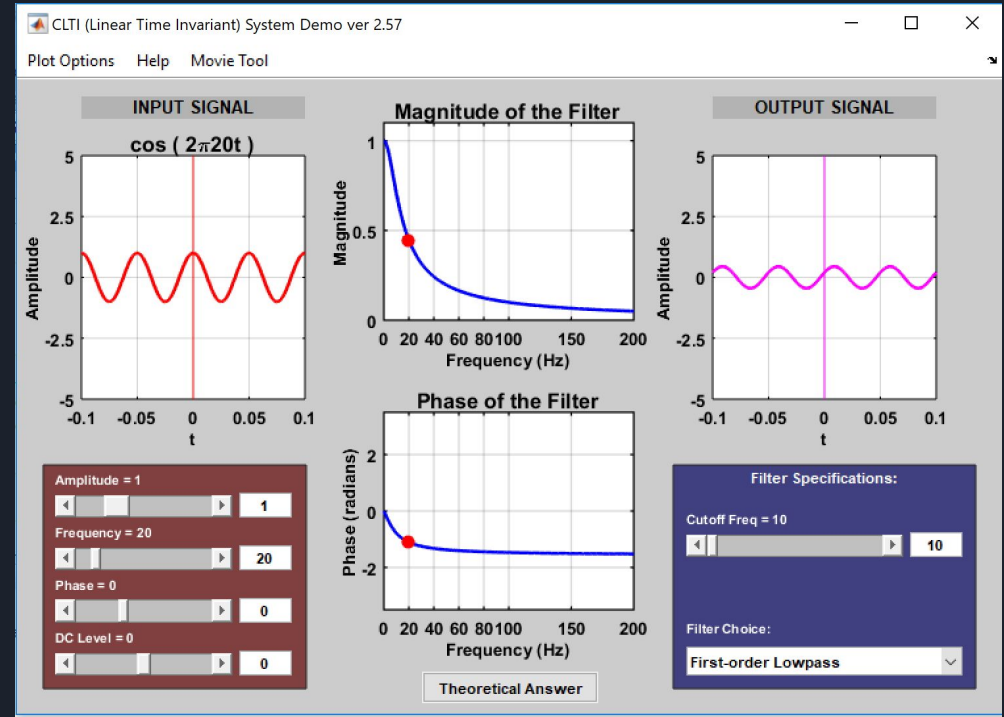 CLTI (Linear Time Invariant) System Demo ver 2.57
Plot Options Help Movie Tool
INPUT SIGNAL
cos ( 2π20t )
5
2.5
0
-2.5
-5
Amplitude
-0.1 -0.05 0 0.05 0.1
t
Magnitude of the Filter
1
0.5
0
Magnitude
0 20 40 60 80 100 150 200
Frequency (Hz)
Phase of the Filter
2
0
-2
Phase (radians)
0 20 40 60 80 100 150 200
Frequency (Hz)
OUTPUT SIGNAL
5
2.5
0
-2.5
-5
Amplitude
-0.1 -0.05 0 0.05 0.1
t
Amplitude = 1
1
Frequency = 20
20
Phase = 0
0
DC Level = 0
0
Theoretical Answer
Filter Specifications:
Cutoff Freq = 10
10
Filter Choice:
First-order Lowpass